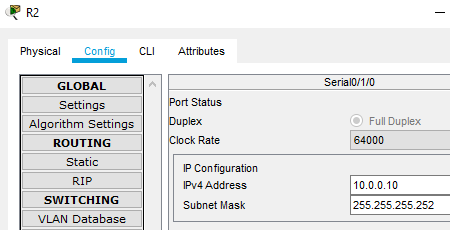 R2
Physical Config CLI Attributes
GLOBAL
Settings
Algorithm Settings
ROUTING
Static
RIP
SWITCHING
VLAN Database
Serial0/1/0
Port Status
Duplex Full Duplex
Clock Rate 64000
IP Configuration
IPv4 Address 10.0.0.10
Subnet Mask 255.255.255.252